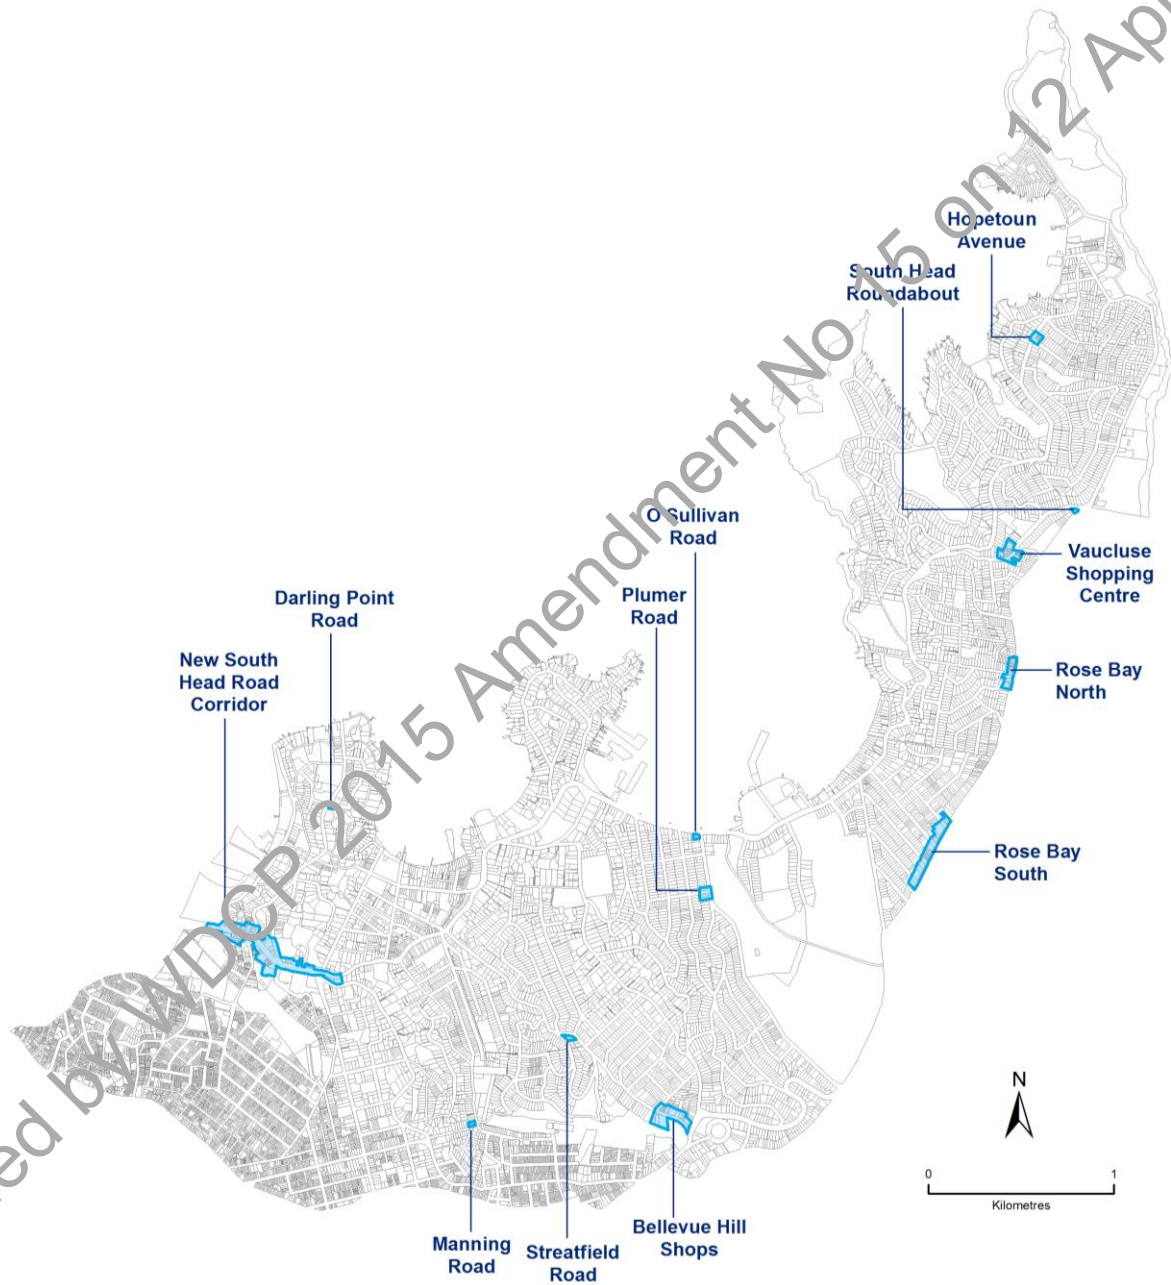 Hopetoun
Avenue
South Head
Roundabout
O'Sullivan
Road
Darling Point
Road
Plumer
Road
Vaucluse
Shopping
Centre
New South
Head Road
Corridor
Rose Bay
North
Rose Bay
South
N
0 1
Kilometres
Manning
Road
Streatfield
Road
Bellevue Hill
Shops
ed by WDCP 2015 Amendment No 15 on 12 Ap